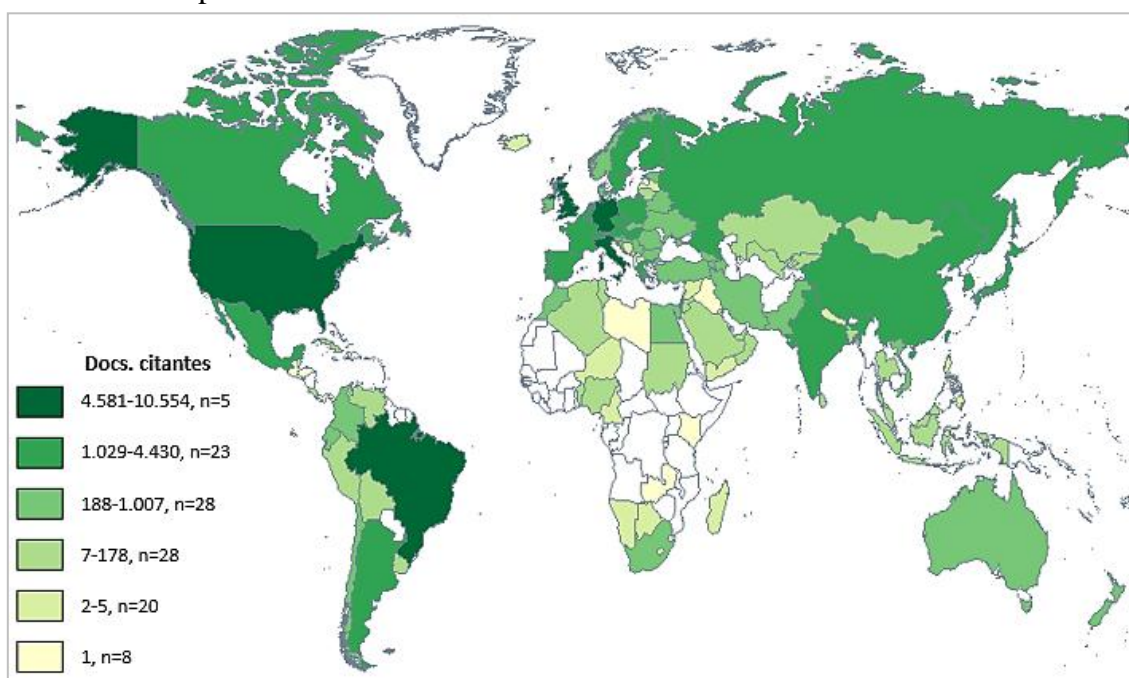 Docs. citantes
4.581-10.554, n=5
1.029-4.430, n=23
188-1.007, n=28
7-178, n=28
2-5, n=20
1, n=8